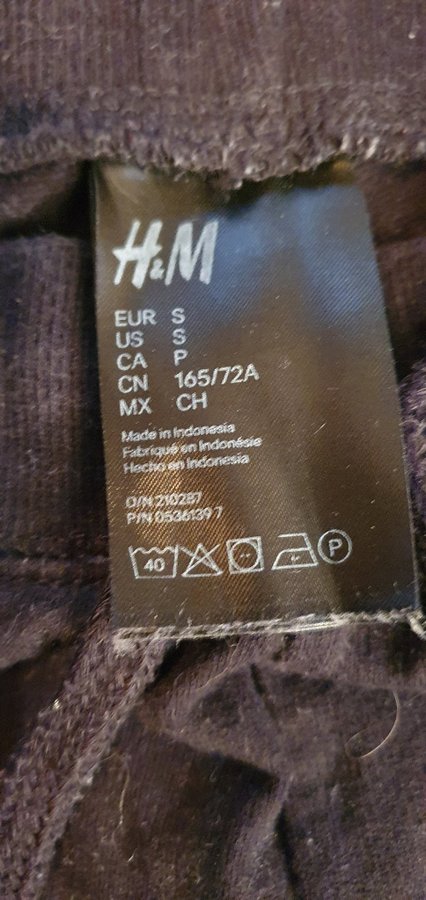 H&M
EUR S
US S
CA P
CN 165/72A
MX CH
Made in Indonesia
Fabriqué en Indonésie
Hecho en Indonesia
O/N 210287
P/N 0536139 7
40 P